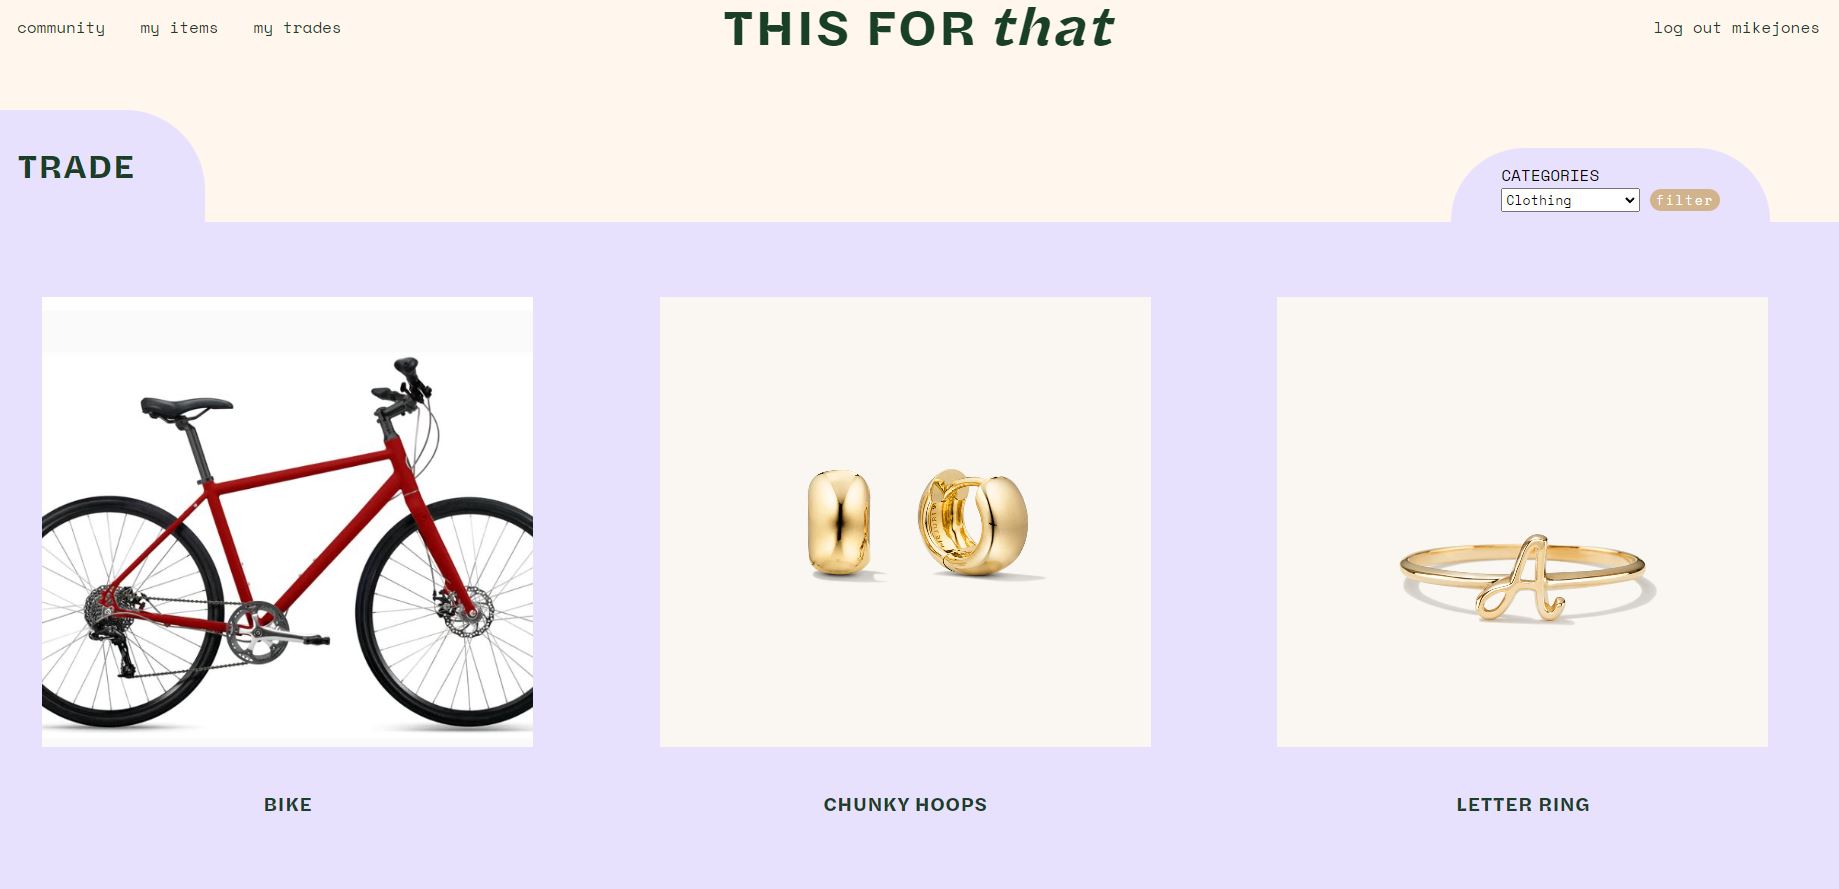 community my items my trades THIS FOR that log out mikejones
TRADE
CATEGORIES
Clothing filter
BIKE CHUNKY HOOPS LETTER RING